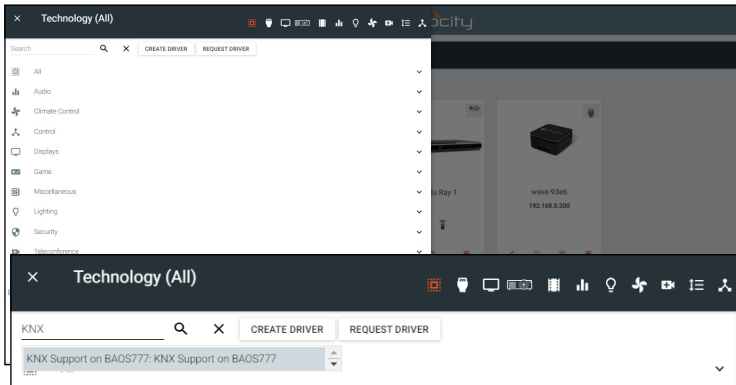 Technology (All)
ocity
Search
CREATE DRIVER
REQUEST DRIVER
All
Audio
Climate Control
Control
Displays
Game
Miscellaneous
Lighting
Security
Teleconference
lu Ray 1
wave-93e6
192.168.0.200
Technology (All)
KNX
CREATE DRIVER
REQUEST DRIVER
KNX Support on BAOS777: KNX Support on BAOS777